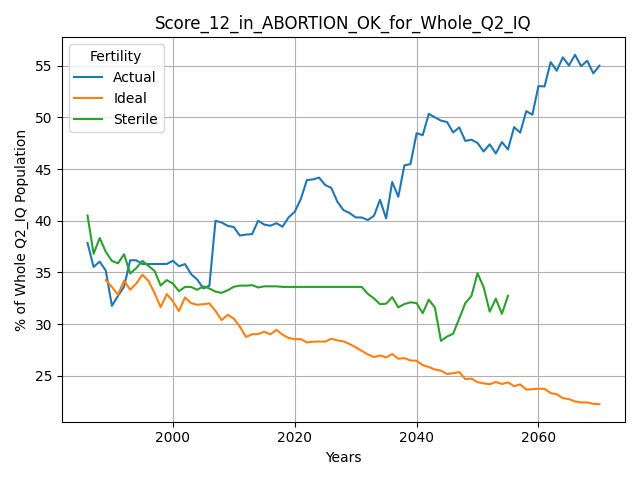 Score_12_in_ABORTION_OK_for_Whole_Q2_IQ
Fertility
Actual
Ideal
Sterile
% of Whole Q2_IQ Population
55
50
45
40
35
30
25
2000
2020
2040
2060
Years